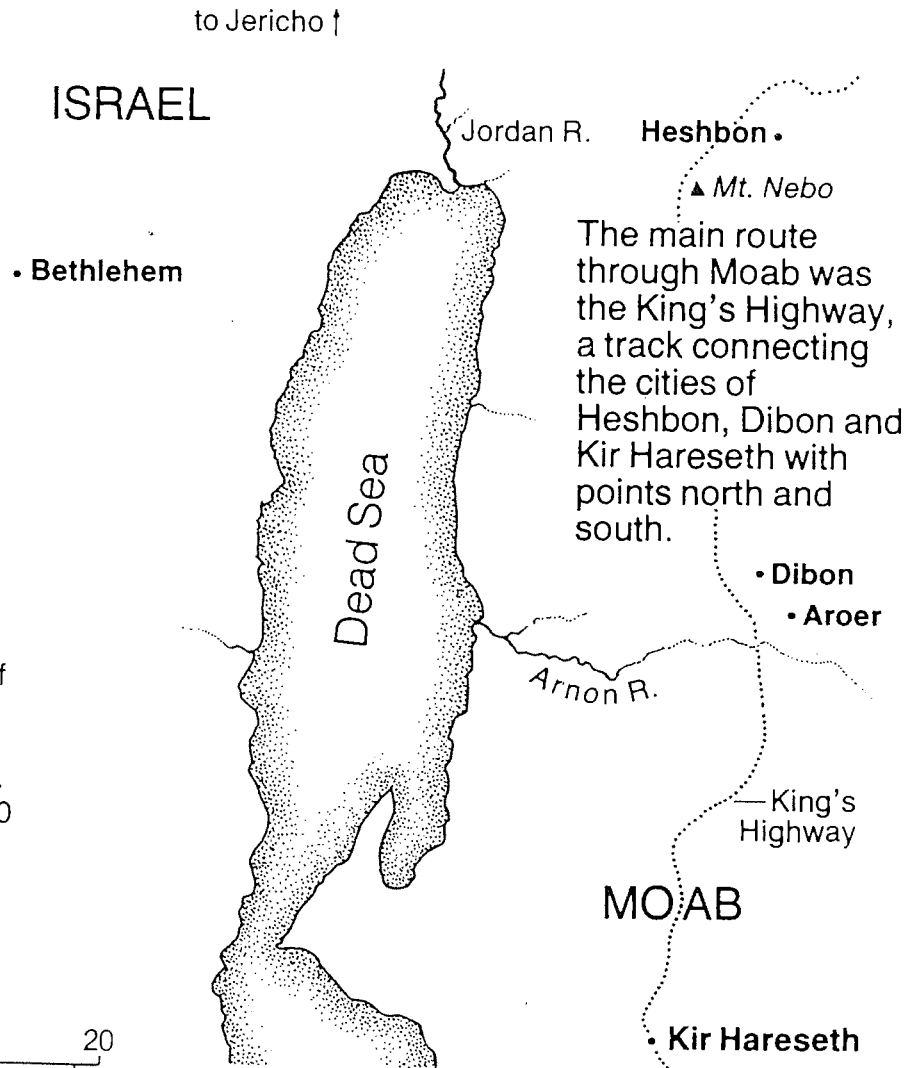 to Jericho ↑
ISRAEL
Jordan R.
Heshbon
Mt. Nebo
Bethlehem
The main route
through Moab was
the King's Highway,
a track connecting
the cities of
Heshbon, Dibon and
Kir Hareseth with
points north and
south.
Dead Sea
Dibon
Aroer
Arnon R.
King's
Highway
MOAB
20
Kir Hareseth